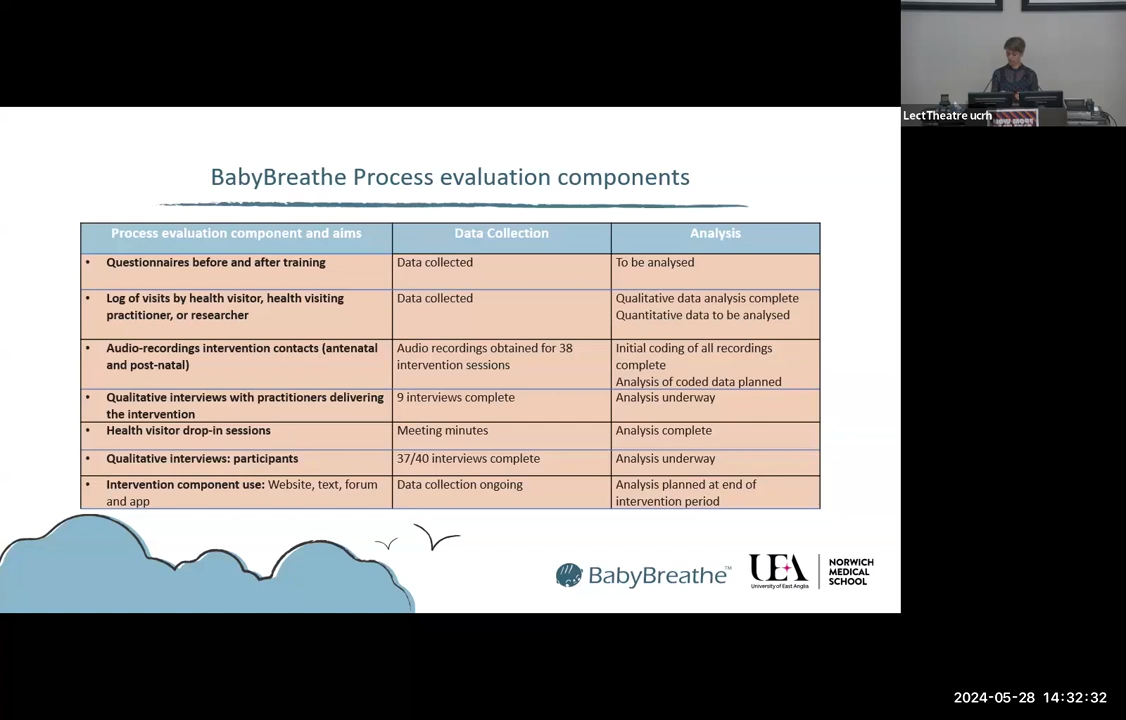 LectTheatre ucrh
BabyBreathe Process evaluation components
Process evaluation component and aims
Data Collection
Analysis
• Questionnaires before and after training
Data collected
To be analysed
• Log of visits by health visitor, health visiting
practitioner, or researcher
Data collected
Qualitative data analysis complete
Quantitative data to be analysed
• Audio-recordings intervention contacts (antenatal
and post-natal)
Audio recordings obtained for 38
intervention sessions
Initial coding of all recordings
complete
Analysis of coded data planned
• Qualitative interviews with practitioners delivering
the intervention
9 interviews complete
Analysis underway
• Health visitor drop-in sessions
Meeting minutes
Analysis complete
• Qualitative interviews: participants
37/40 interviews complete
Analysis underway
• Intervention component use: Website, text, forum
and app
Data collection ongoing
Analysis planned at end of
intervention period
BabyBreathe™
UEA
University of East Anglia
NORWICH
MEDICAL
SCHOOL
2024-05-28 14:32:32